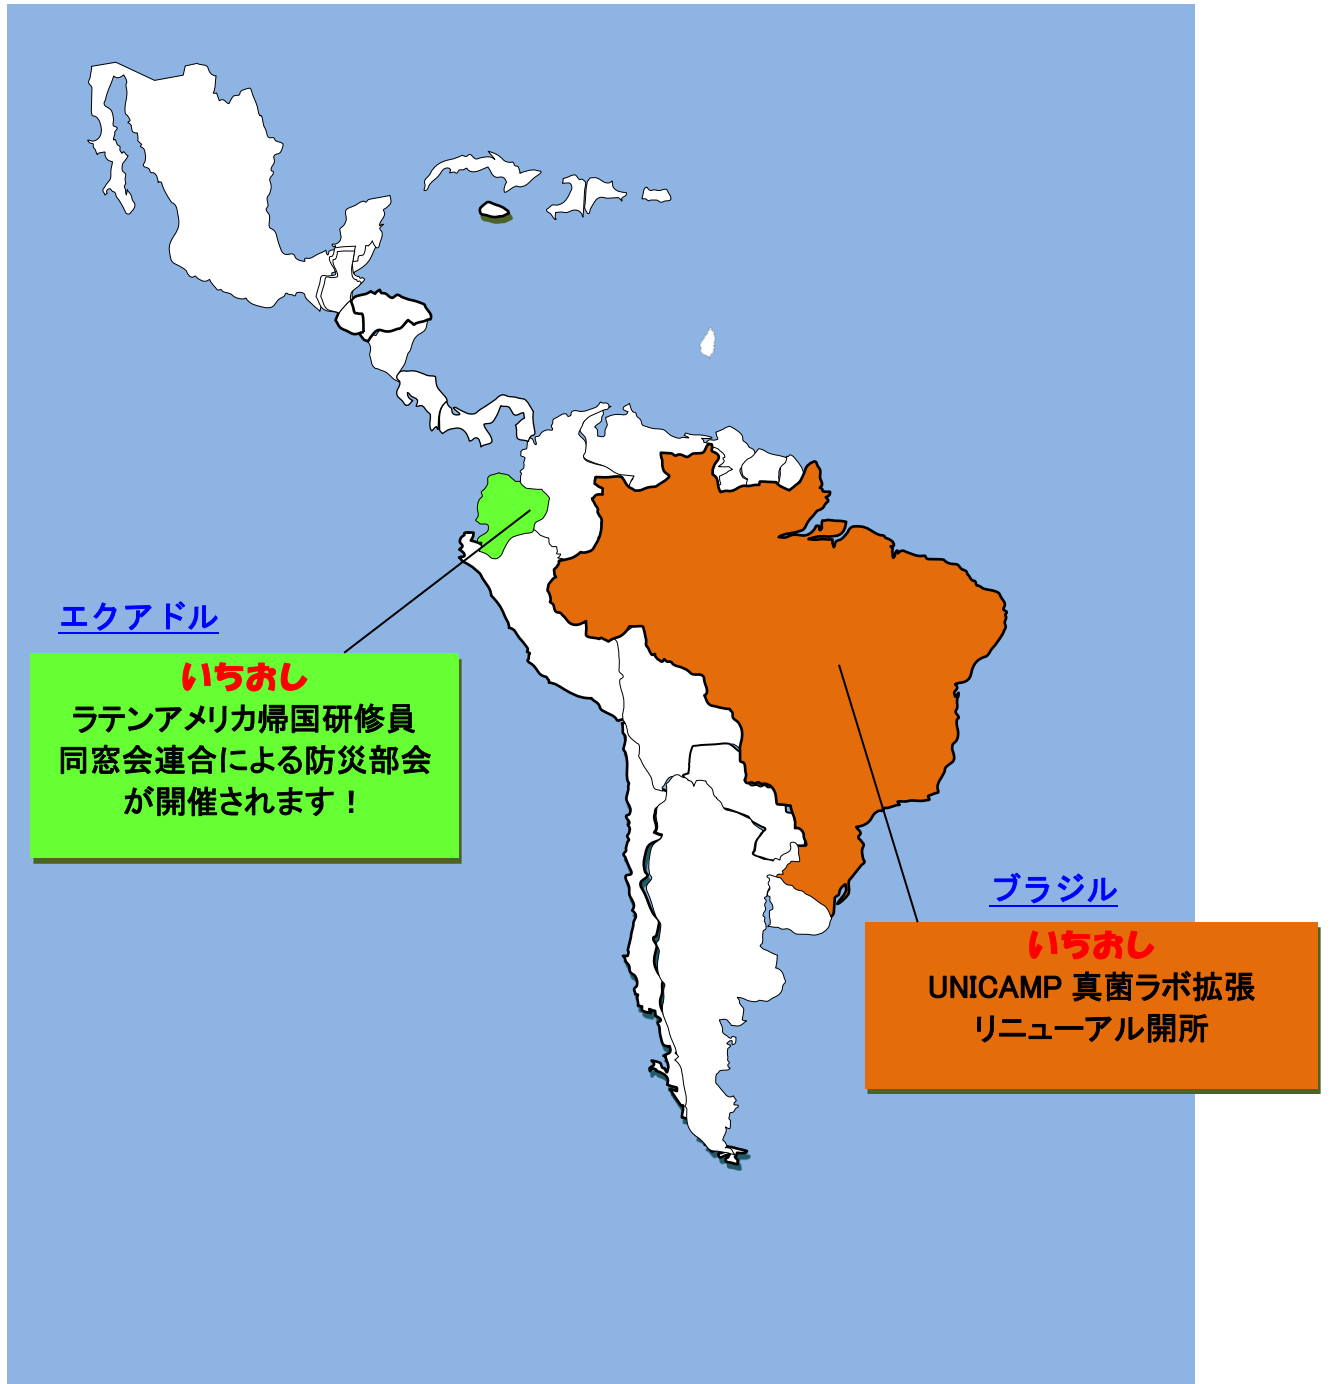 エクアドル
いちおし
ラテンアメリカ帰国研修員
同窓会連合による防災部会
が開催されます！
ブラジル
いちおし
UNICAMP 真菌ラボ拡張
リニューアル開所